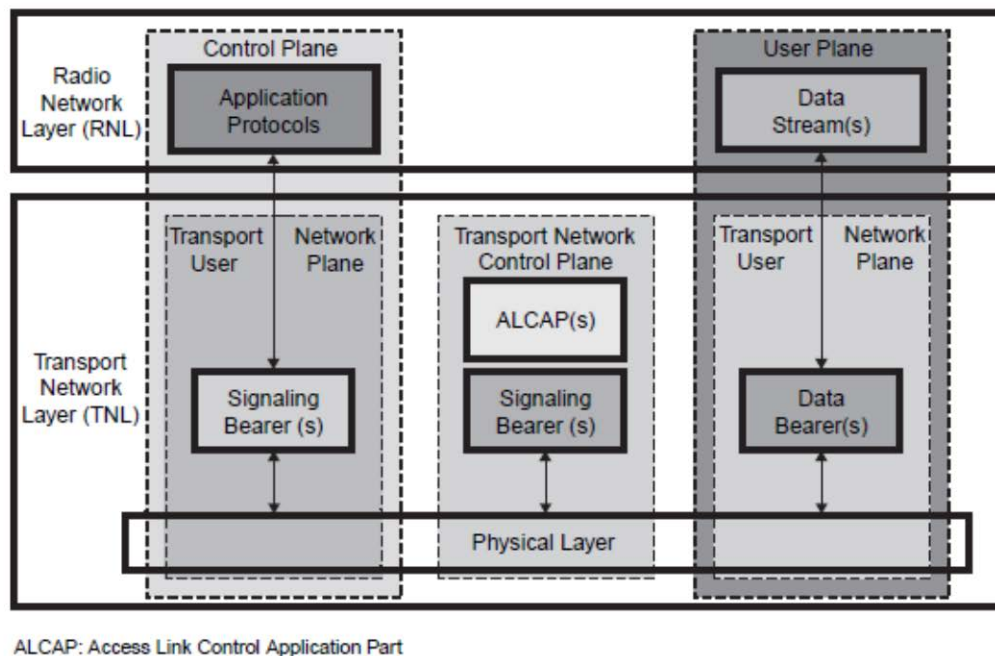 Control Plane
User Plane
Radio
Network
Layer (RNL)
Application
Protocols
Data
Stream(s)
Transport Network
User Plane
Transport Network
Control Plane
Transport Network
User Plane
ALCAP(s)
Transport
Network
Layer (TNL)
Signaling
Bearer (s)
Signaling
Bearer (s)
Data
Bearer(s)
Physical Layer
ALCAP: Access Link Control Application Part